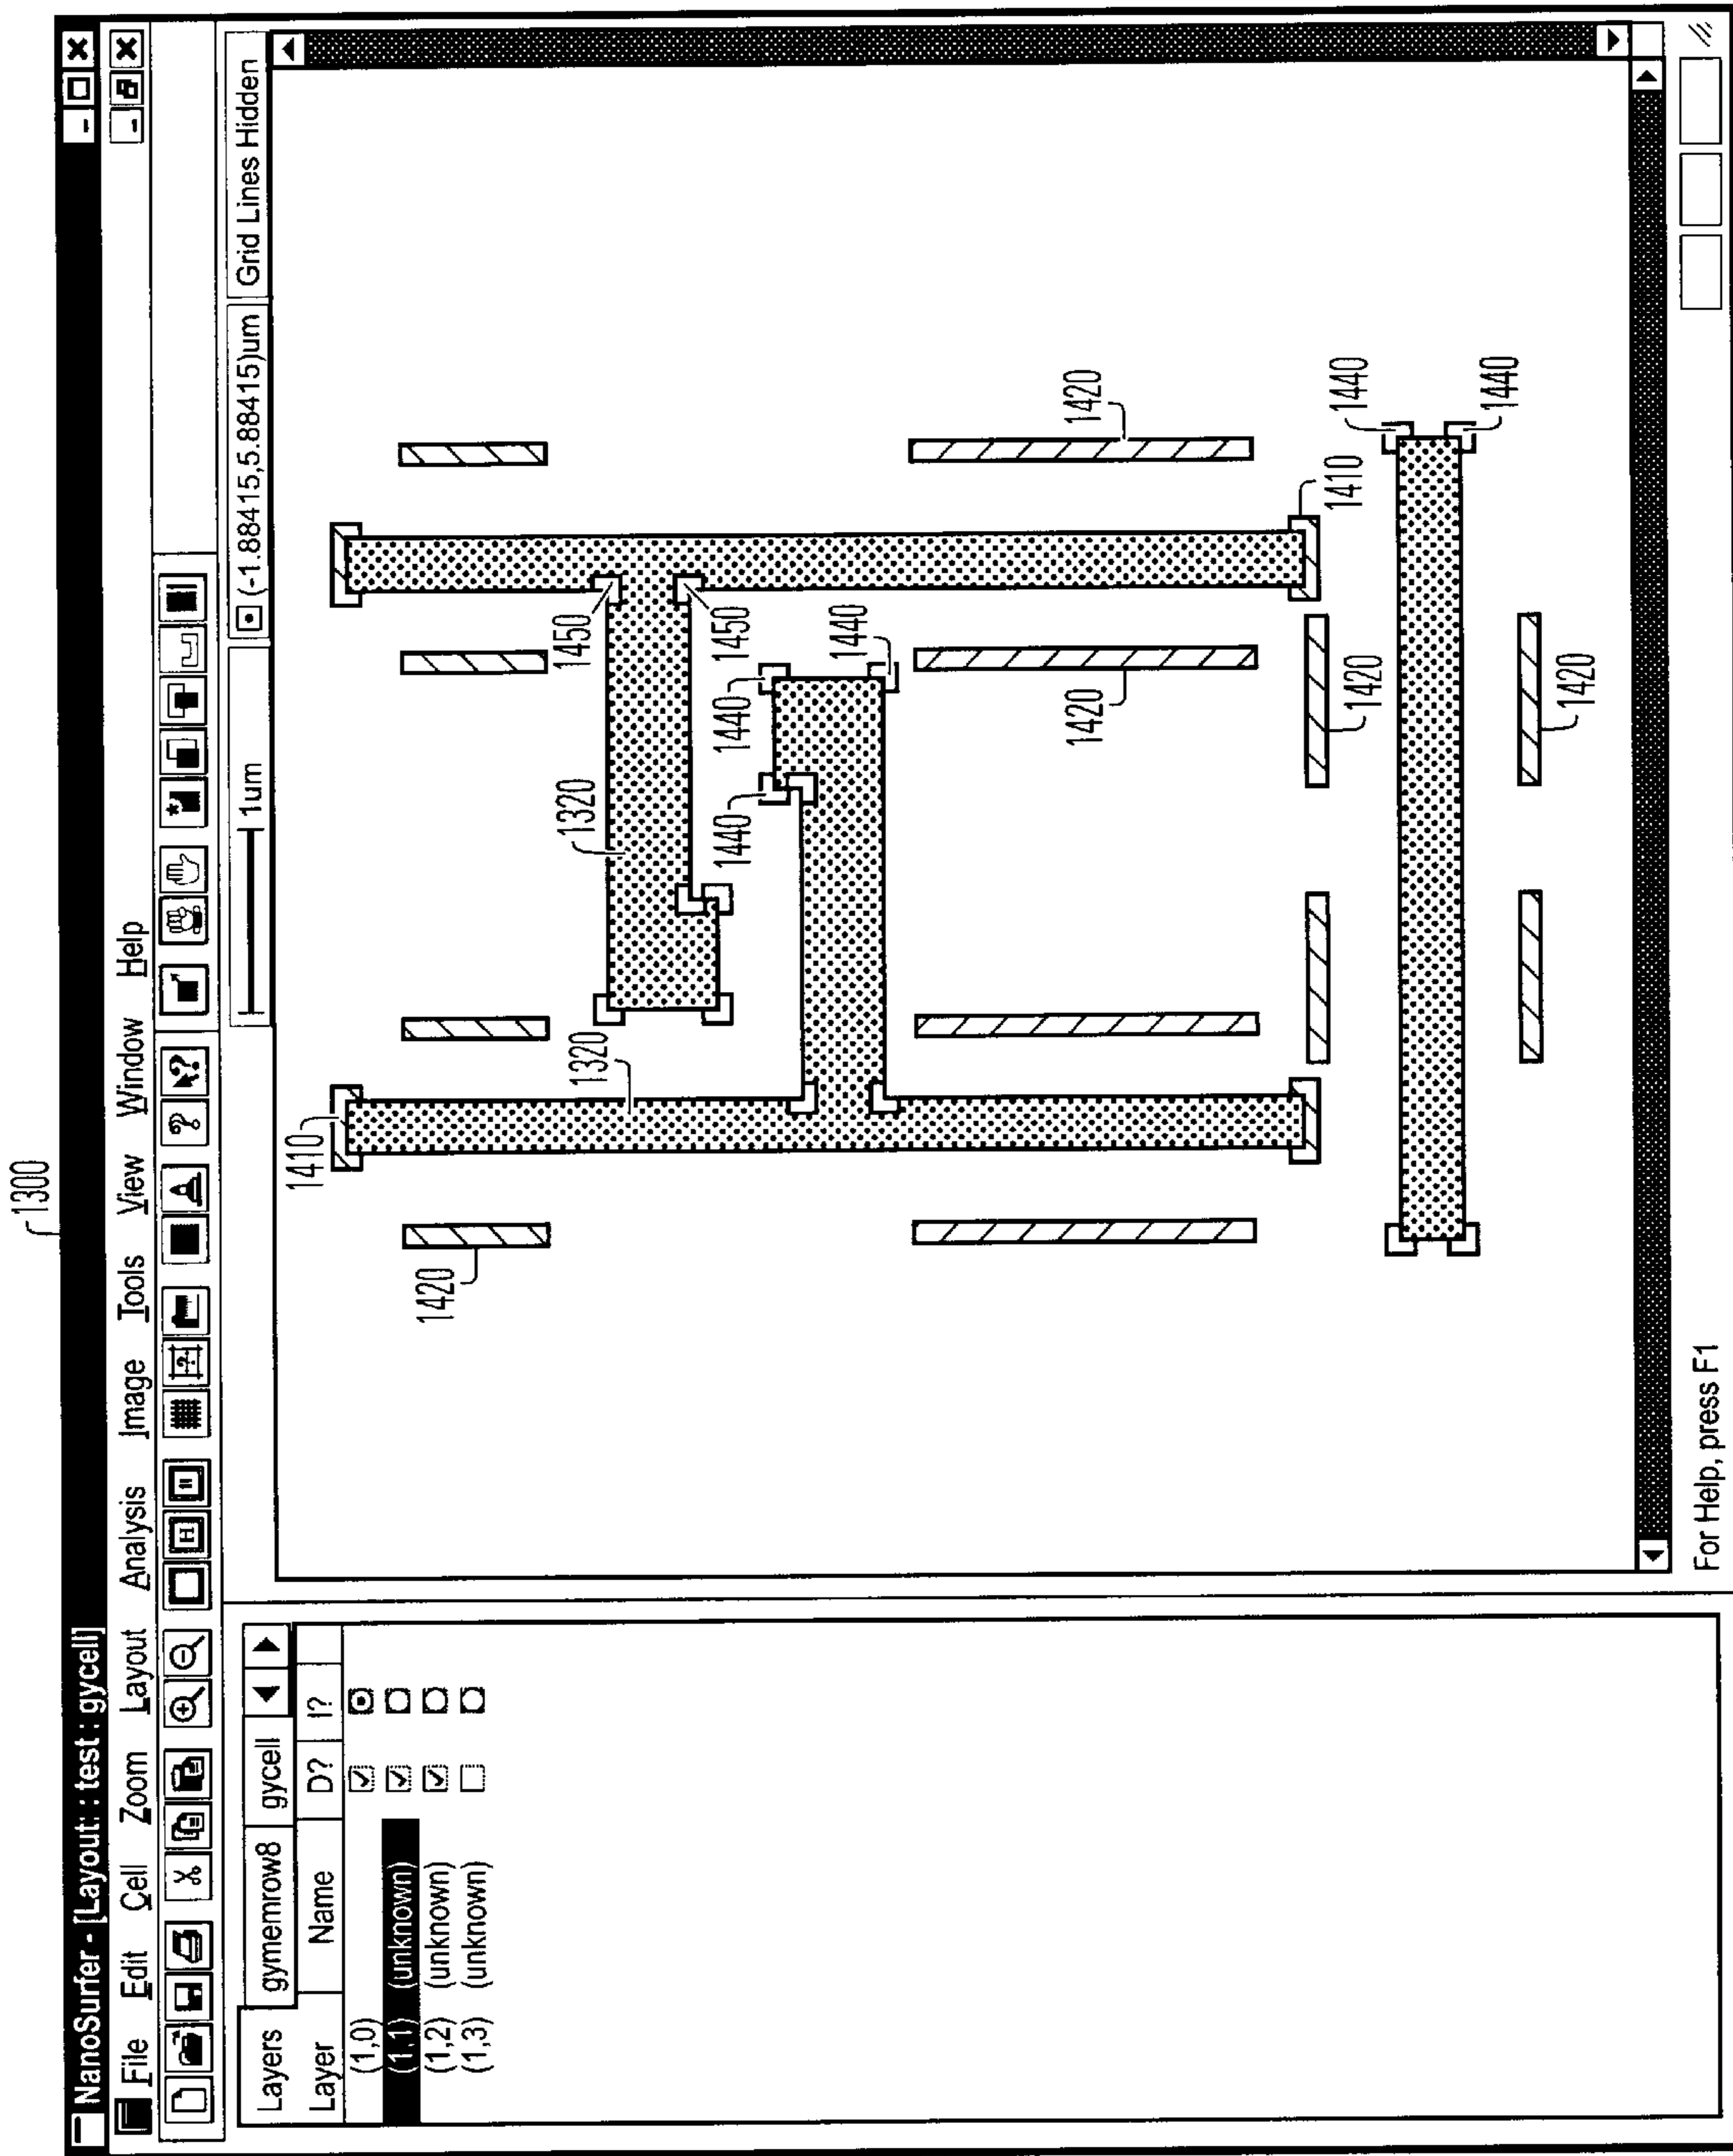 1300
NanoSurfer - [Layout: : test : gycell]
File Edit Cell Zoom Layout Analysis Image Tools View Window Help
Layers gymemrow8 gycell
1um (-1.88415,5.88415)um Grid Lines Hidden
Layer Name D? I?
(1,0)
(1,1) (unknown)
(1,2) (unknown)
(1,3) (unknown)
1410
1420
1320
1320
1450
1450
1440
1440
1440
1420
1420
1410
1420
1420
1440
1440
For Help, press F1